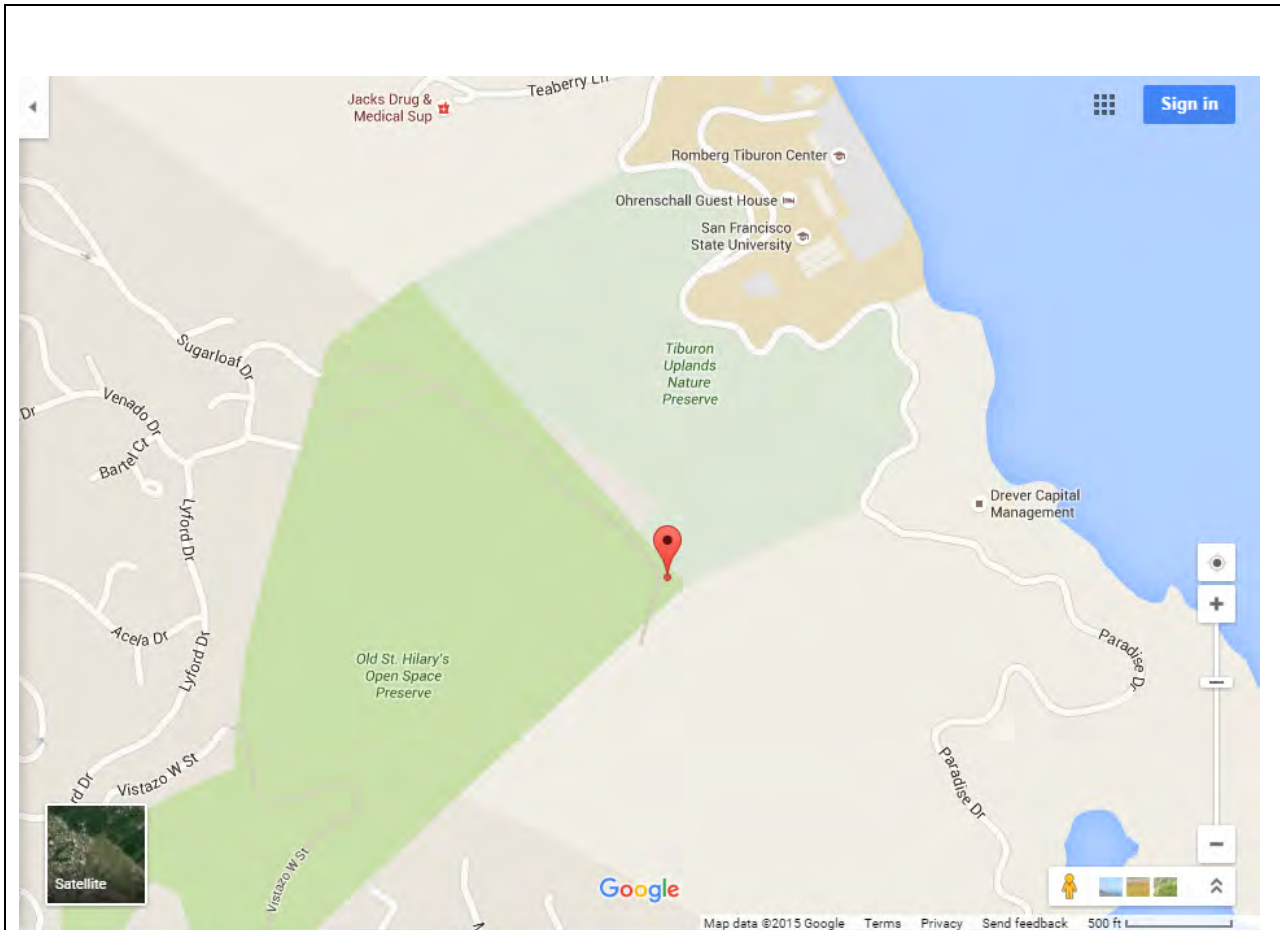 Teaberry Ln
Jacks Drug &
Medical Sup
Sign in
Romberg Tiburon Center
Ohrenschall Guest House
San Francisco
State University
Sugarloaf Dr
Tiburon
Uplands
Nature
Preserve
Venado Dr
Dr
Bartel Ct
Lyford Dr
Drever Capital
Management
Acela Dr
Lyford Dr
Paradise Dr
Old St. Hilary's
Open Space
Preserve
Vistazo W St
rd Dr
Paradise Dr
Vistazo W St
Satellite
Google
Map data ©2015 Google Terms Privacy Send feedback 500 ft